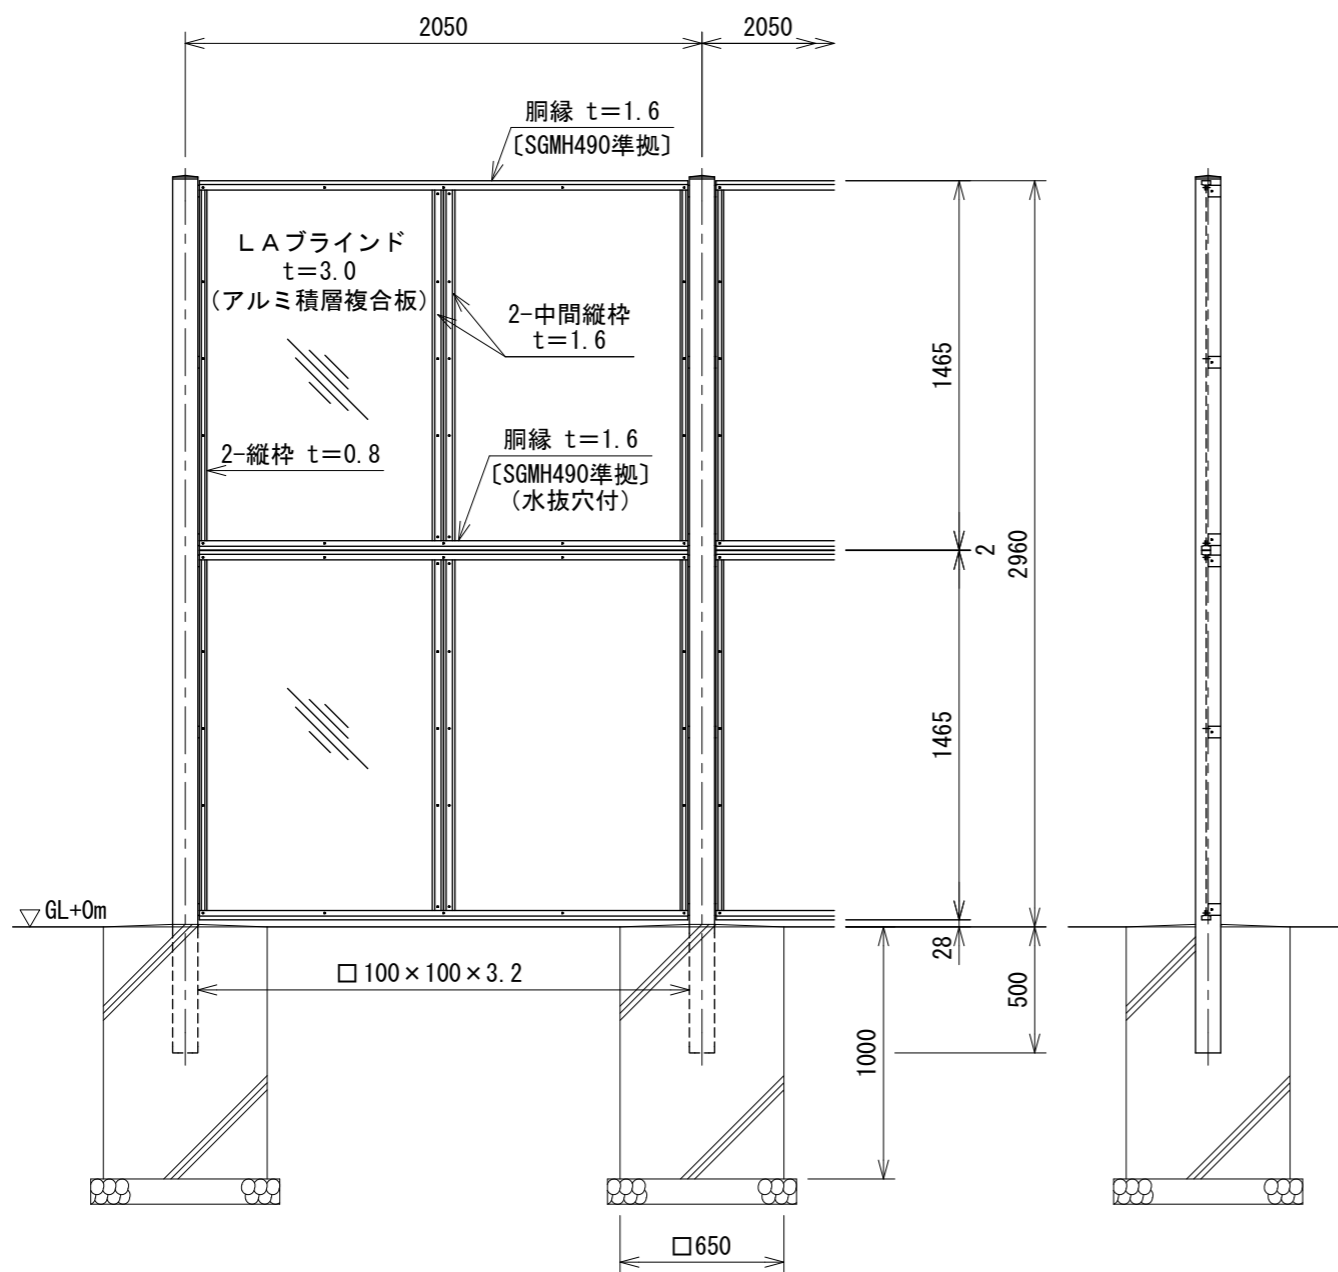 2050
2050
胴縁 t=1.6
〔SGMH490準拠〕
LAブラインド
t=3.0
(アルミ積層複合板)
2-中間縦枠
t=1.6
1465
胴縁 t=1.6
2-縦枠 t=0.8
〔SGMH490準拠〕
(水抜穴付)
2
2960
1465
GL+0m
28
□100×100×3.2
500
1000
□650